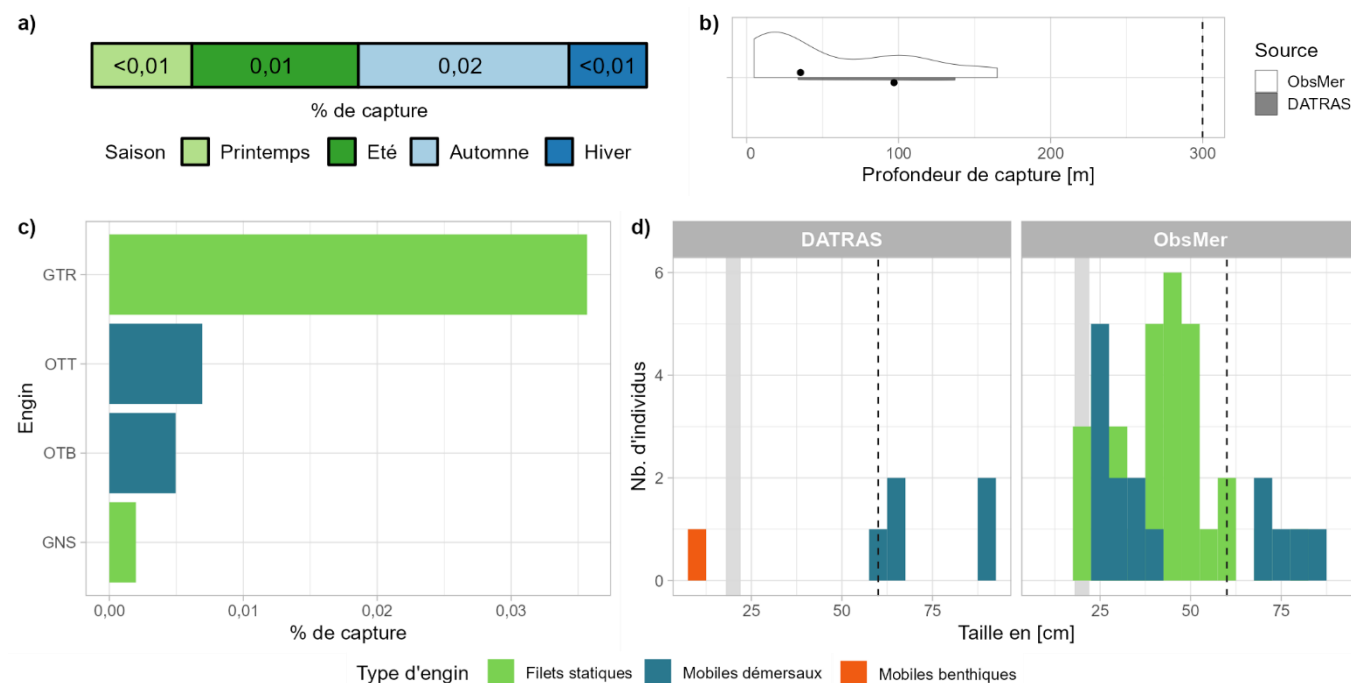 a)
<0,01 0,01 0,02 <0,01
% de capture
Saison Printemps Eté Automne Hiver
b)
0 100 200 300
Profondeur de capture [m]
Source
ObsMer
DATRAS
c)
Engin
GTR
OTT
OTB
GNS
0,00 0,01 0,02 0,03
% de capture
d)
DATRAS ObsMer
Nb. d'individus
6
4
2
0
25 50 75 25 50 75
Taille en [cm]
Type d'engin Filets statiques Mobiles démersaux Mobiles benthiques